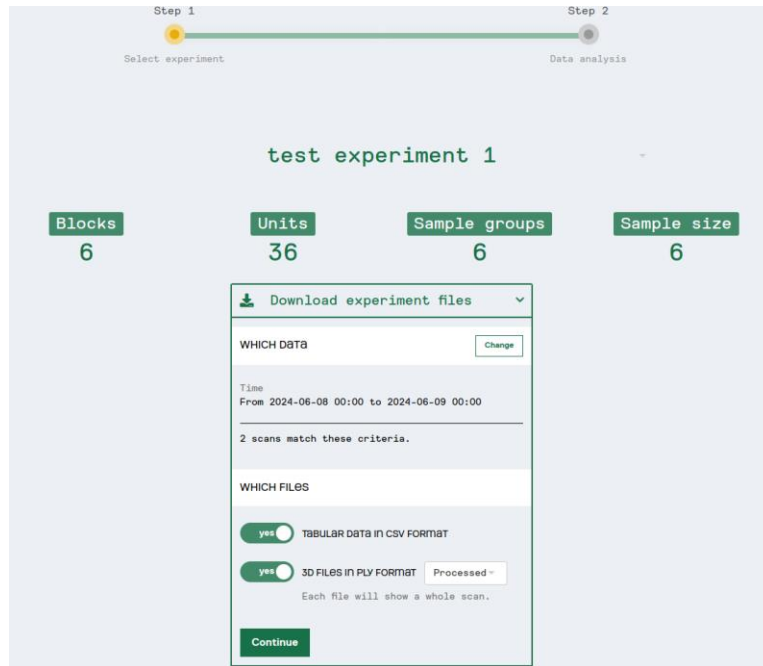 Step 1 Step 2
Select experiment Data analysis
test experiment 1
Blocks Units Sample groups Sample size
6 36 6 6
Download experiment files
WHICH DATA Change
Time
From 2024-06-08 00:00 to 2024-06-09 00:00
2 scans match these criteria.
WHICH FILES
yes TABULAR DATA IN CSV FORMAT
yes 3D FILES IN PLY FORMAT Processed
Each file will show a whole scan.
Continue